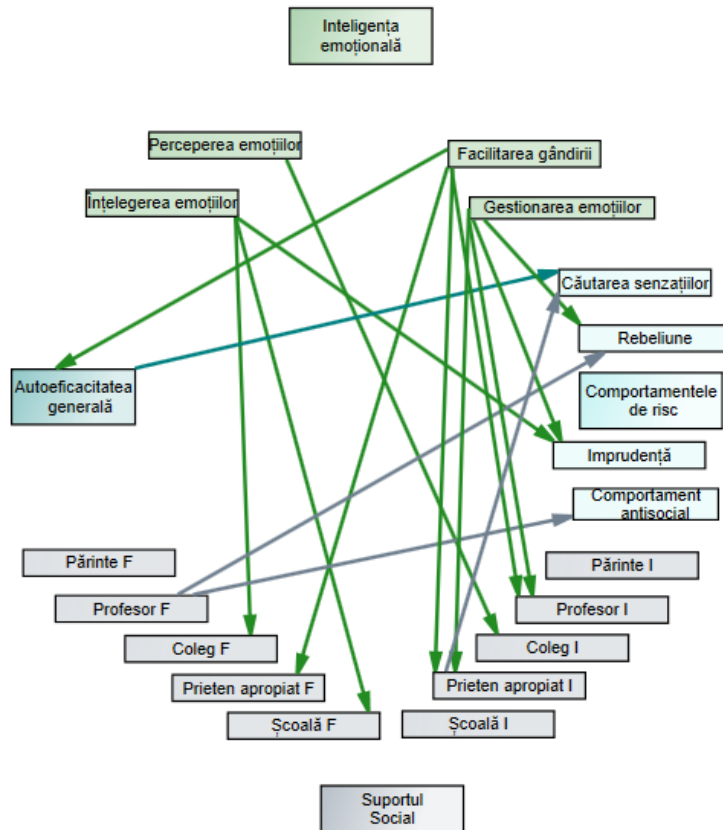 Inteligența
emoțională
Perceperea emoțiilor
Facilitarea gândirii
Înțelegerea emoțiilor
Gestionarea emoțiilor
Căutarea senzațiilor
Rebeliune
Autoeficacitatea
generală
Comportamentele
de risc
Imprudență
Comportament
antisocial
Părinte F
Părinte I
Profesor F
Profesor I
Coleg F
Coleg I
Prieten apropiat F
Prieten apropiat I
Școală F
Școală I
Suportul
Social